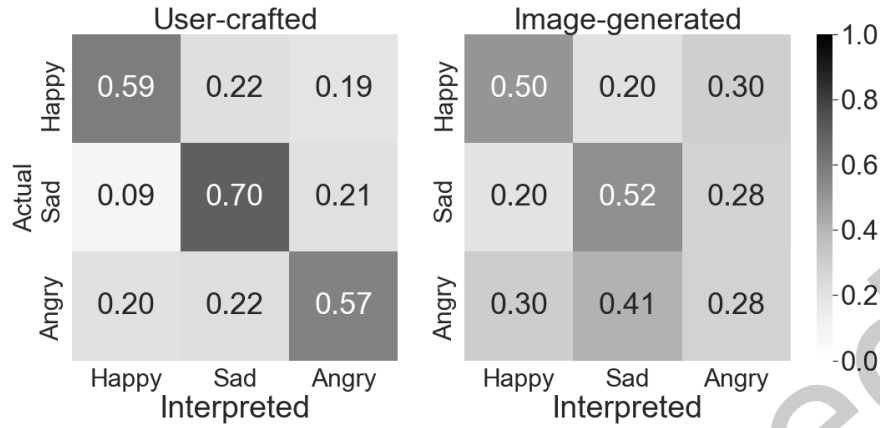 User-crafted Image-generated
1.0
Happy 0.59 0.22 0.19 Happy 0.50 0.20 0.30
0.8
0.6
Actual
Sad 0.09 0.70 0.21 Sad 0.20 0.52 0.28
0.4
Angry 0.20 0.22 0.57 Angry 0.30 0.41 0.28
0.2
0.0
Happy Sad Angry Happy Sad Angry
Interpreted Interpreted